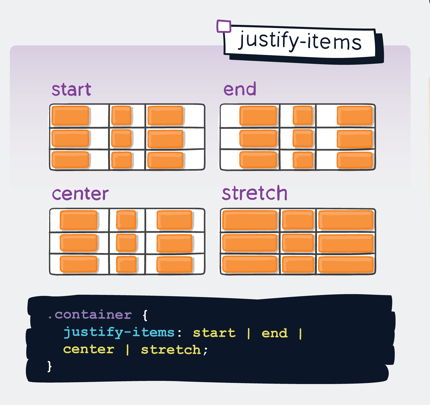 justify-items
start
end
center
stretch
.container {
justify-items: start | end |
center | stretch;
}